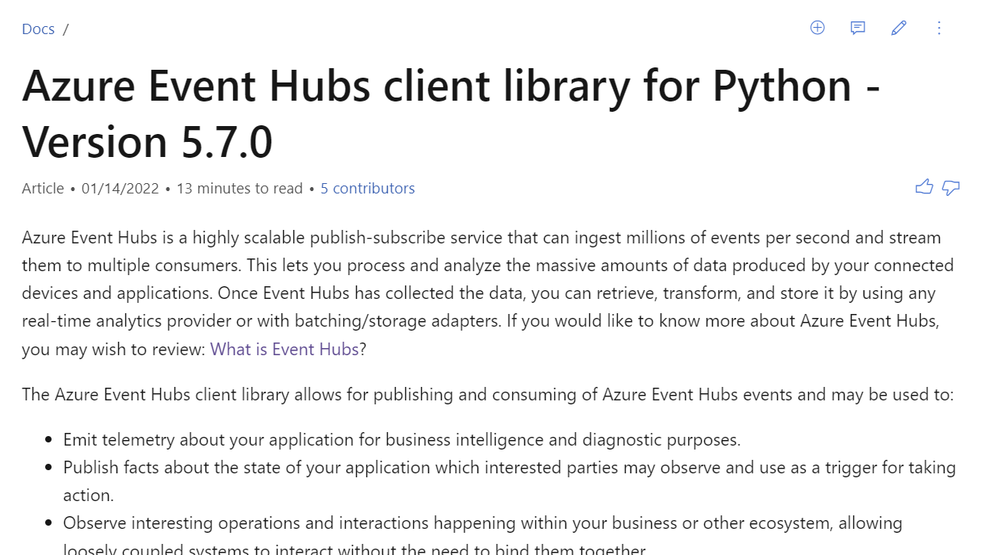 Docs /
Azure Event Hubs client library for Python -
Version 5.7.0
Article • 01/14/2022 • 13 minutes to read • 5 contributors
Azure Event Hubs is a highly scalable publish-subscribe service that can ingest millions of events per second and stream
them to multiple consumers. This lets you process and analyze the massive amounts of data produced by your connected
devices and applications. Once Event Hubs has collected the data, you can retrieve, transform, and store it by using any
real-time analytics provider or with batching/storage adapters. If you would like to know more about Azure Event Hubs,
you may wish to review: What is Event Hubs?
The Azure Event Hubs client library allows for publishing and consuming of Azure Event Hubs events and may be used to:
• Emit telemetry about your application for business intelligence and diagnostic purposes.
• Publish facts about the state of your application which interested parties may observe and use as a trigger for taking
action.
• Observe interesting operations and interactions happening within your business or other ecosystem, allowing
loosely coupled systems to interact without the need to bind them together.